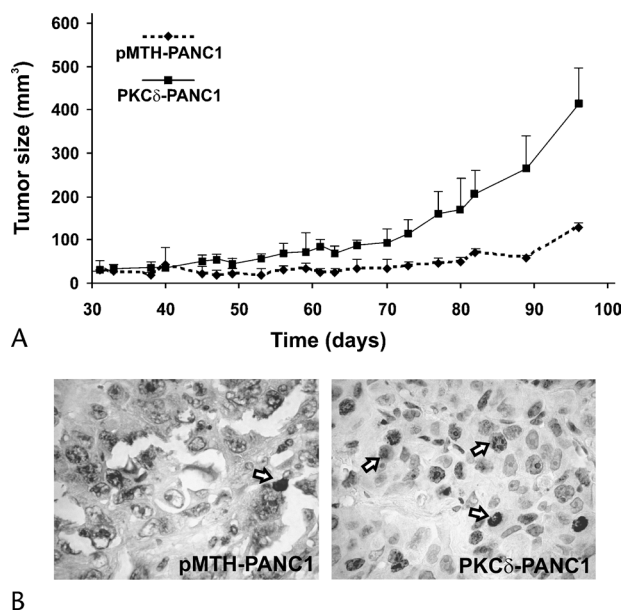 600
500
400
300
200
100
0
Tumor size (mm³)
pMTH-PANC1
PKCδ-PANC1
30 40 50 60 70 80 90 100
Time (days)
A
pMTH-PANC1
PKCδ-PANC1
B